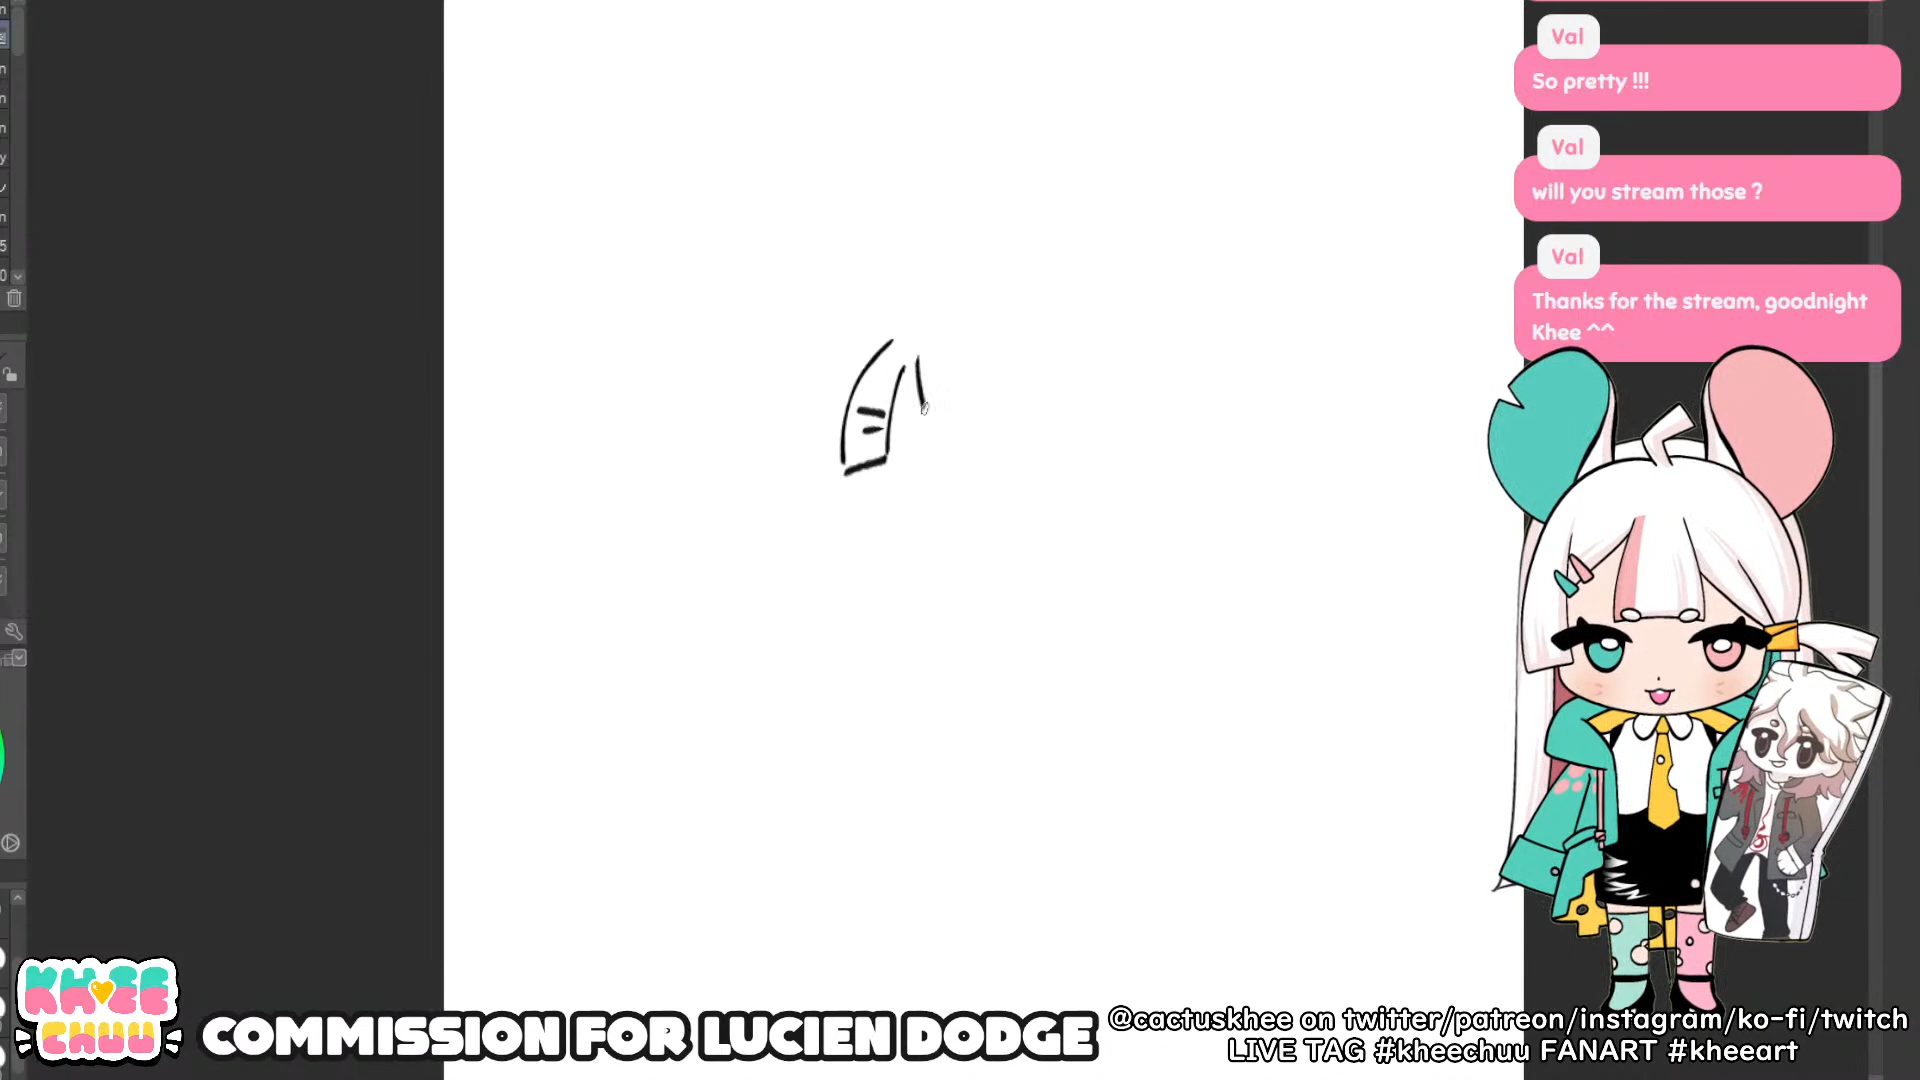 Val
So pretty !!!
Val
will you stream those ?
Val
Thanks for the stream, goodnight
Khee ^^
KHEE
CHUU
COMMISSION FOR LUCIEN DODGE
@cactuskhee on twitter/patreon/instagram/ko-fi/twitch
LIVE TAG #kheechuu FANART #kheeart